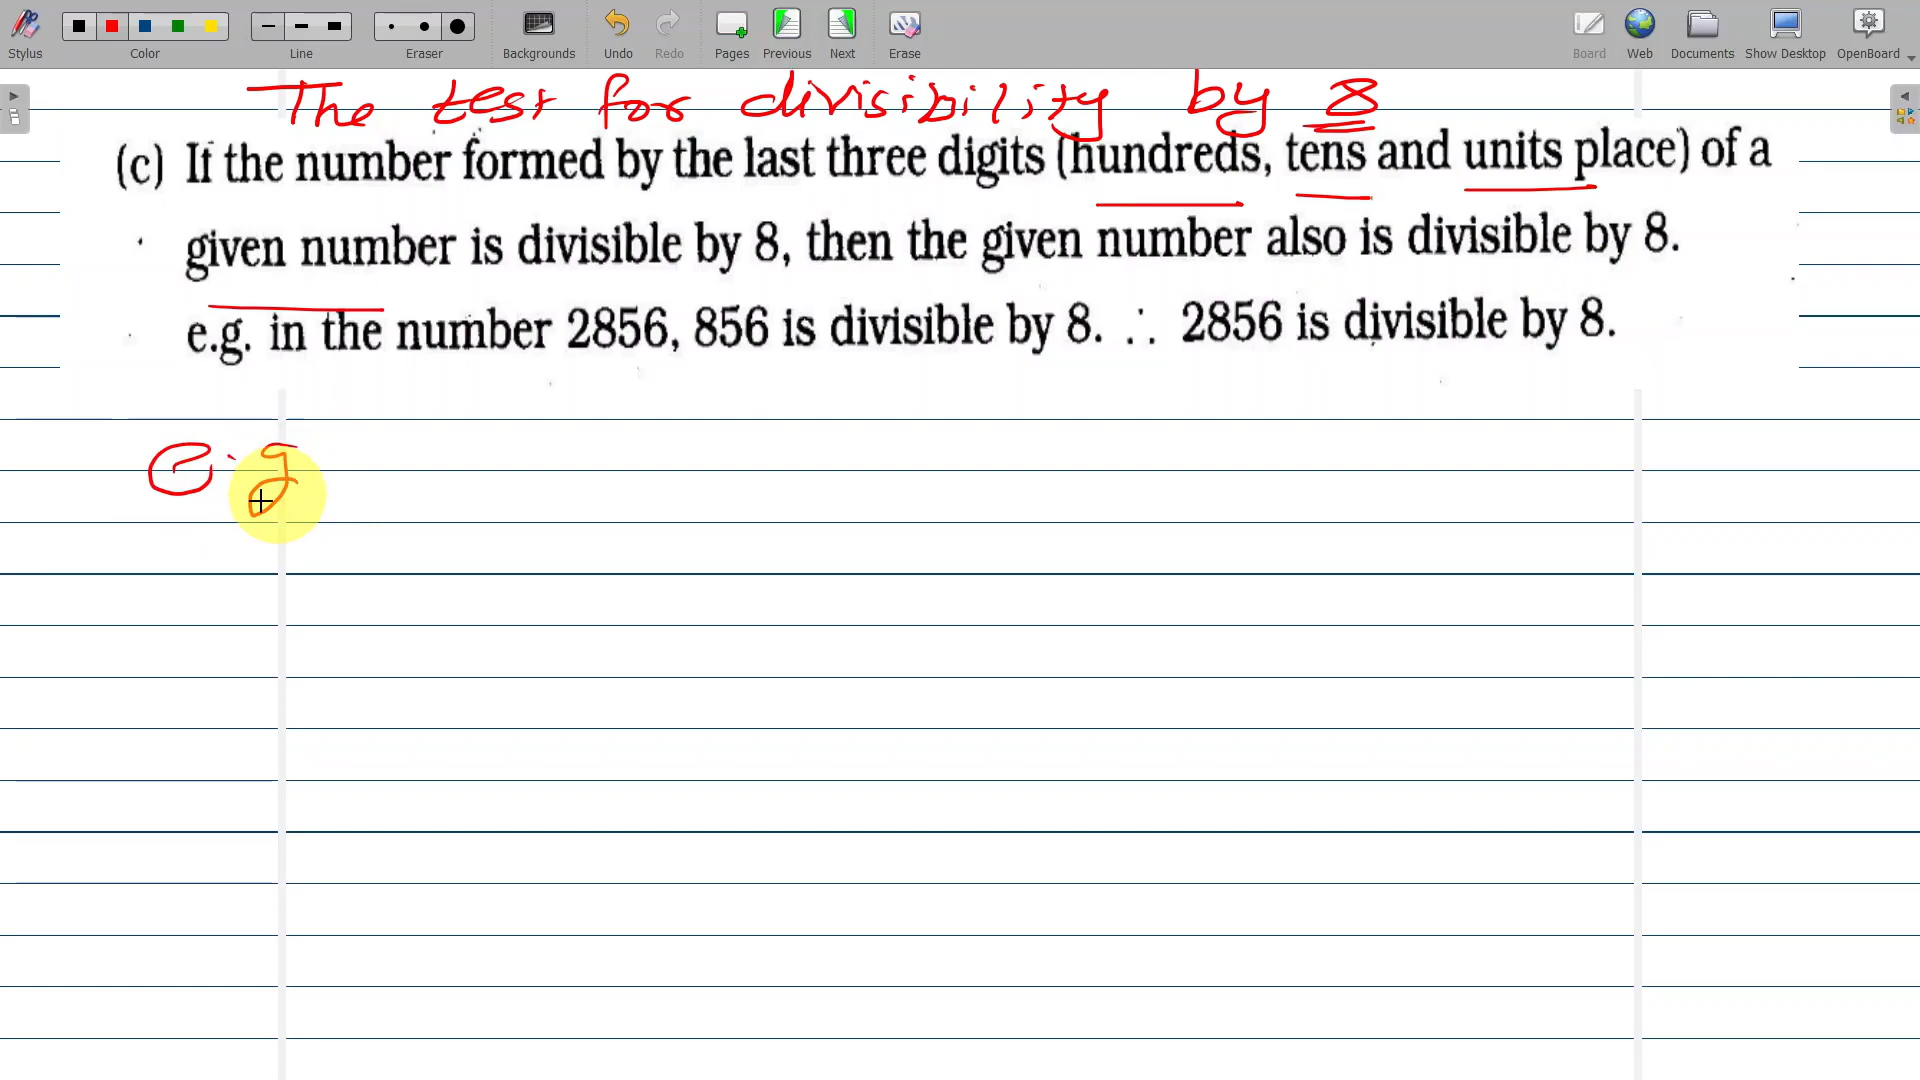 Stylus Color Line Eraser Backgrounds Undo Redo Pages Previous Next Erase Board Web Documents Show Desktop OpenBoard
The test for divisibility by 8
(c) If the number formed by the last three digits (hundreds, tens and units place) of a
given number is divisible by 8, then the given number also is divisible by 8.
e.g. in the number 2856, 856 is divisible by 8. ∴ 2856 is divisible by 8.
e.g